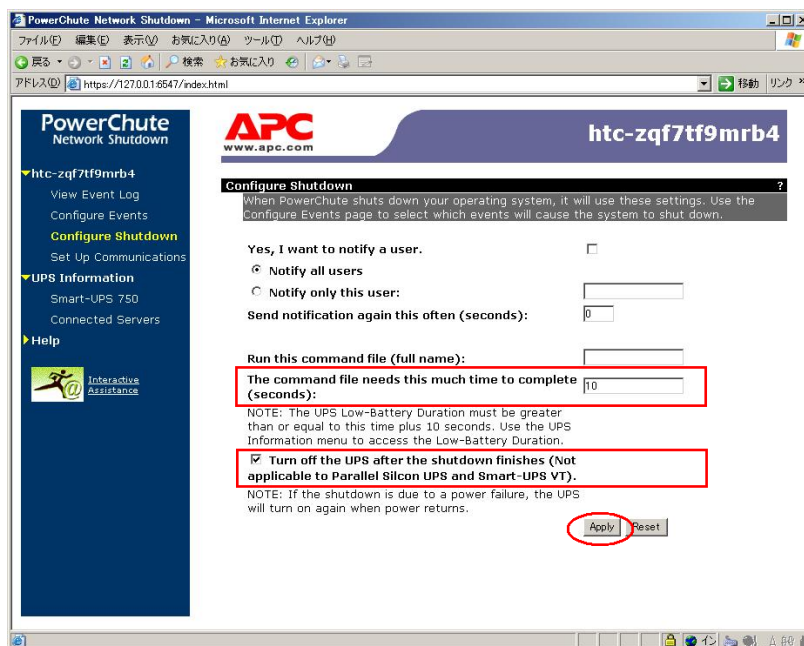 PowerChute Network Shutdown - Microsoft Internet Explorer
ファイル(F) 編集(E) 表示(V) お気に入り(A) ツール(T) ヘルプ(H)
戻る 検索 お気に入り
アドレス(D) https://127.0.0.1:6547/index.html 移動 リンク »
PowerChute
Network Shutdown
APC
www.apc.com
htc-zqf7tf9mrb4
htc-zqf7tf9mrb4
View Event Log
Configure Events
Configure Shutdown
Set Up Communications
UPS Information
Smart-UPS 750
Connected Servers
Help
Interactive
Assistance
Configure Shutdown ?
When PowerChute shuts down your operating system, it will use these settings. Use the
Configure Events page to select which events will cause the system to shut down.
Yes, I want to notify a user.
Notify all users
Notify only this user:
Send notification again this often (seconds): 0
Run this command file (full name):
The command file needs this much time to complete
(seconds): 10
NOTE: The UPS Low-Battery Duration must be greater
than or equal to this time plus 10 seconds. Use the UPS
Information menu to access the Low-Battery Duration.
Turn off the UPS after the shutdown finishes (Not
applicable to Parallel Silcon UPS and Smart-UPS VT).
NOTE: If the shutdown is due to a power failure, the UPS
will turn on again when power returns.
Apply Reset